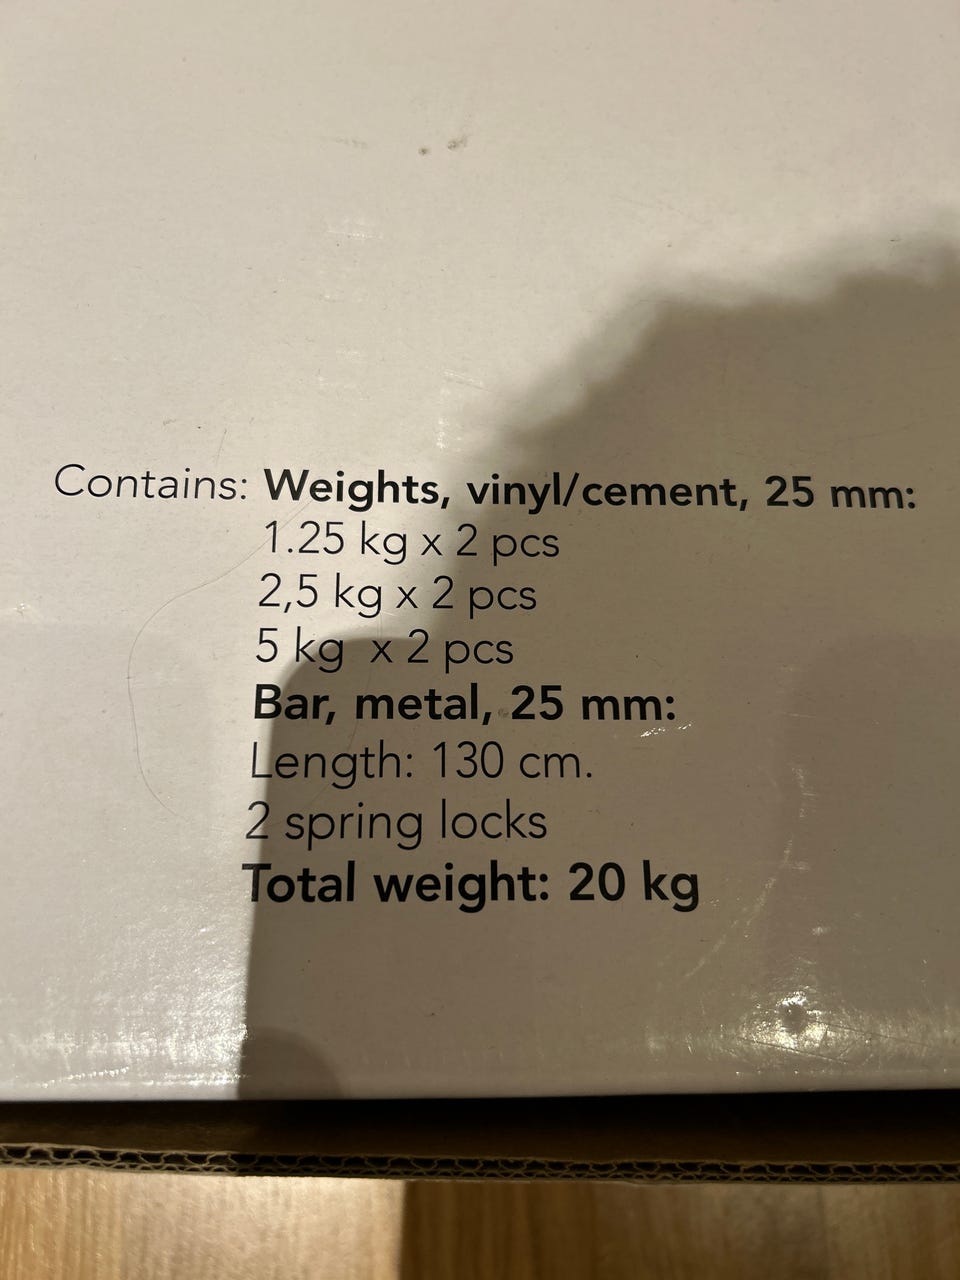 Contains: Weights, vinyl/cement, 25 mm:
1.25 kg x 2 pcs
2,5 kg x 2 pcs
5 kg x 2 pcs
Bar, metal, 25 mm:
Length: 130 cm.
2 spring locks
Total weight: 20 kg